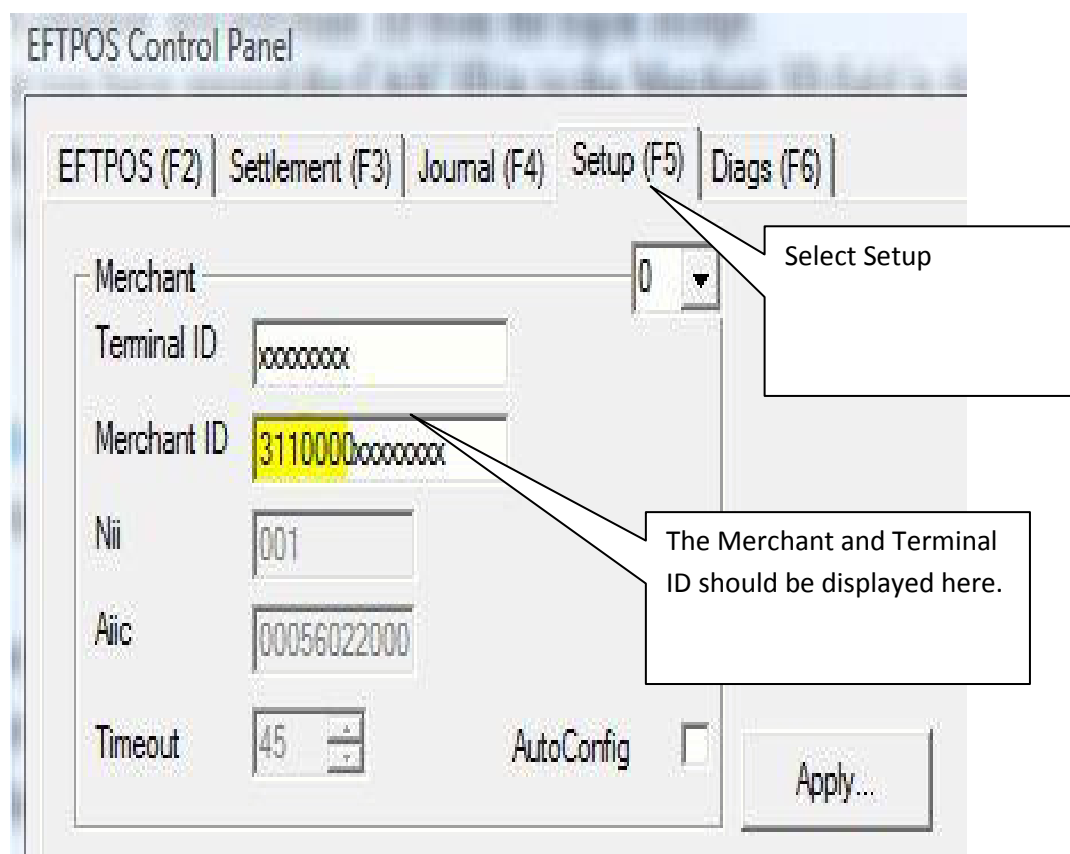 EFTPOS Control Panel
EFTPOS (F2) Settlement (F3) Journal (F4) Setup (F5) Diags (F6)
Select Setup
Merchant 0
Terminal ID xxxxxxxx
Merchant ID 3110000xxxxxxxx
The Merchant and Terminal
ID should be displayed here.
Nii 001
Aiic 00056022000
Timeout 45 AutoConfig
Apply...